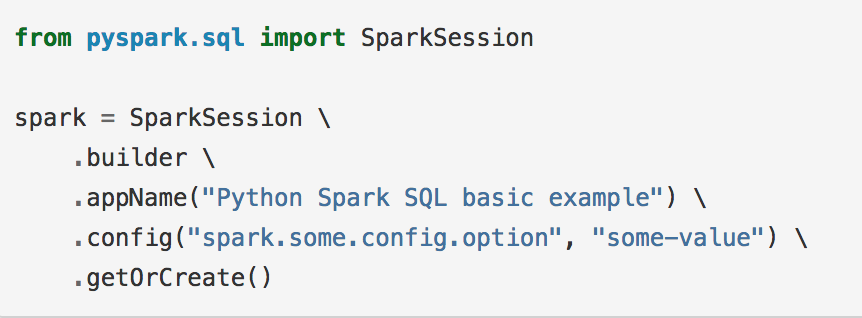 from pyspark.sql import SparkSession
spark = SparkSession \
    .builder \
    .appName("Python Spark SQL basic example") \
    .config("spark.some.config.option", "some-value") \
    .getOrCreate()